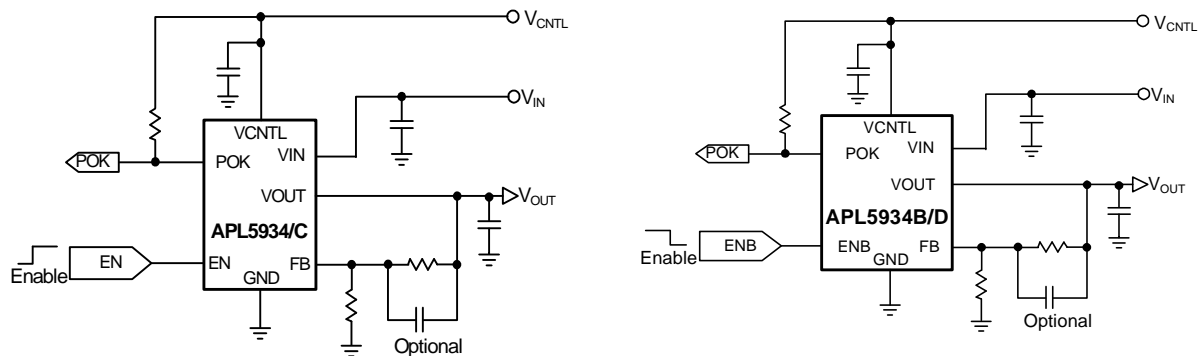 VCNTL
VIN
VCNTL
POK
POK
VIN
VOUT
VOUT
APL5934/C
Enable
EN
EN
FB
GND
Optional
VCNTL
VIN
VCNTL
POK
POK
VIN
VOUT
VOUT
APL5934B/D
Enable
ENB
ENB
FB
GND
Optional